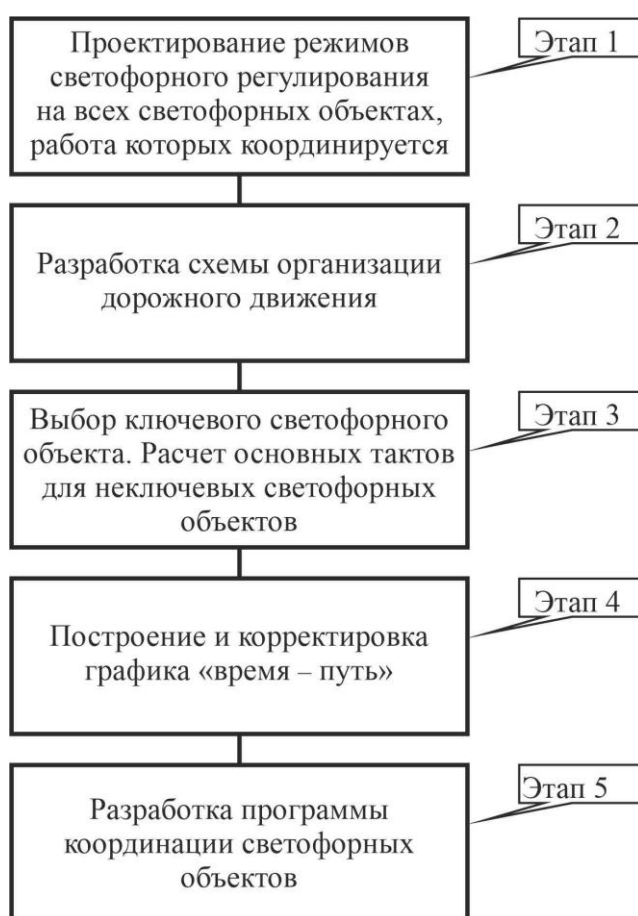 Проектирование режимов
светофорного регулирования
на всех светофорных объектах,
работа которых координируется
Этап 1
Разработка схемы организации
дорожного движения
Этап 2
Выбор ключевого светофорного
объекта. Расчет основных тактов
для неключевых светофорных
объектов
Этап 3
Построение и корректировка
графика «время – путь»
Этап 4
Разработка программы
координации светофорных
объектов
Этап 5